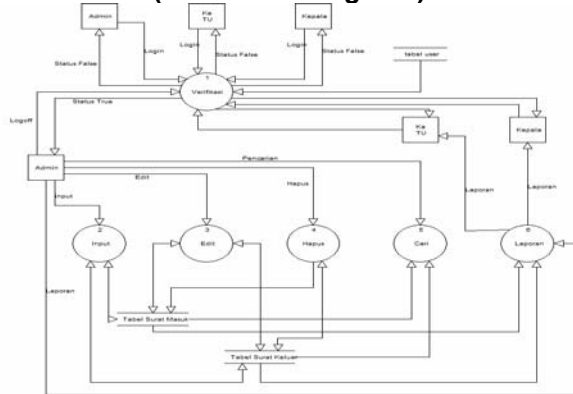 Admin
Ka
TU
Kapala
Login
Login
Login
Status False
Status False
Status False
tabel user
1
Verifikasi
Status True
Logoff
Ka
TU
Kapala
Admin
Pencarian
Edit
Hapus
Input
Laporan
Laporan
2
Input
3
Edit
4
Hapus
5
Cari
6
Laporan
Laporan
Tabel Surat Masuk
Tabel Surat Keluar